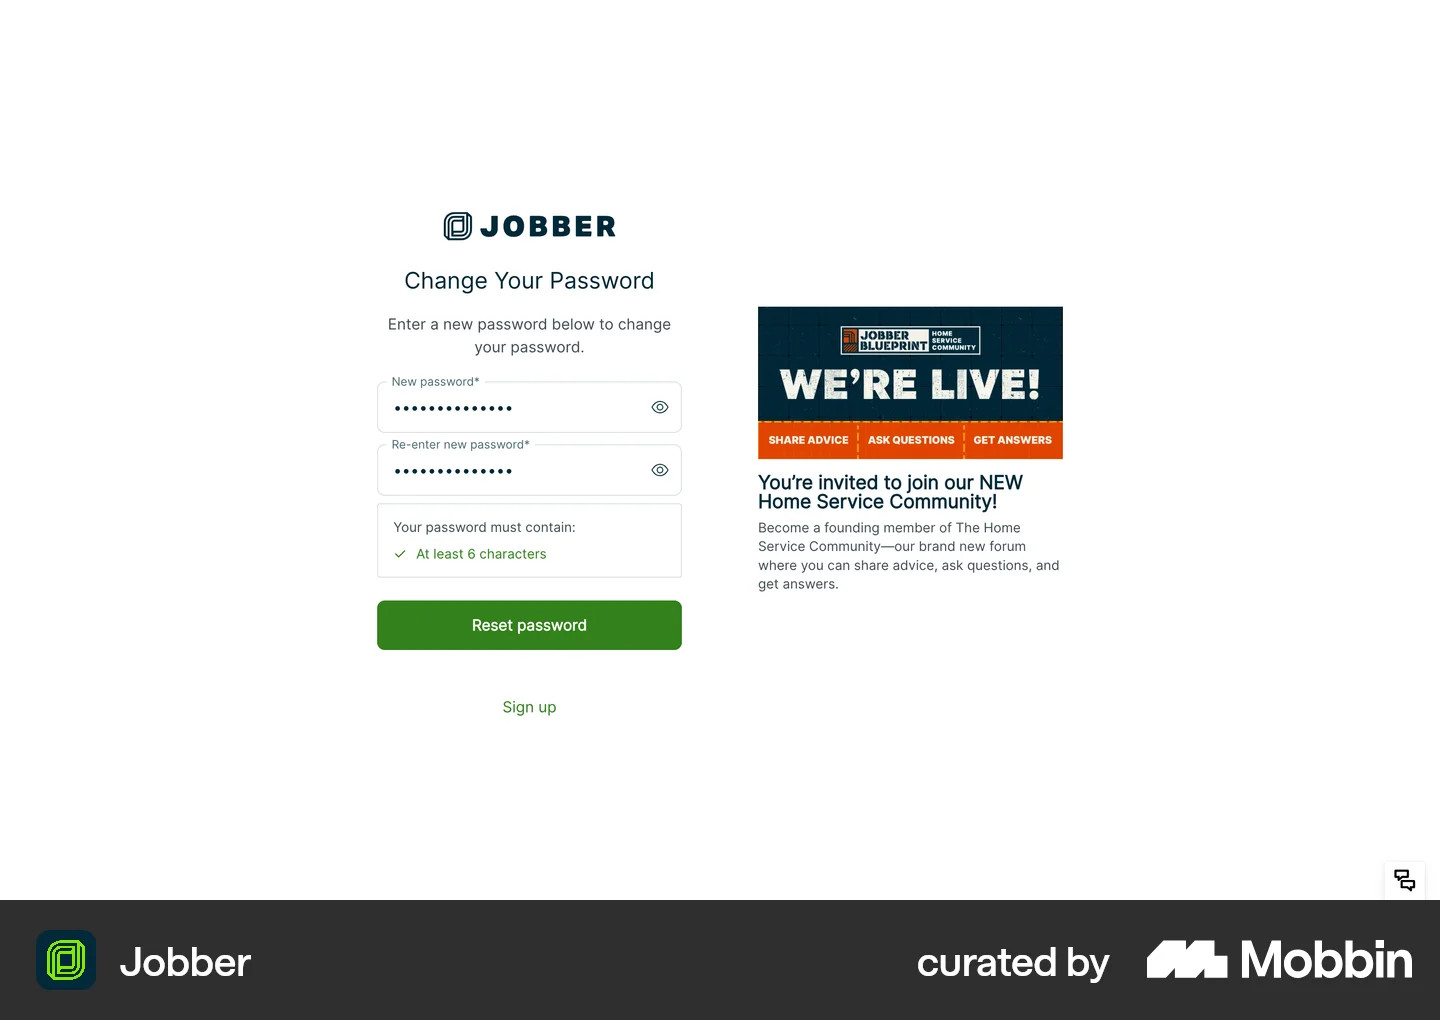 JOBBER
Change Your Password
Enter a new password below to change
your password.
New password*
••••••••••••••
Re-enter new password*
••••••••••••••
Your password must contain:
At least 6 characters
Reset password
Sign up
JOBBER
BLUEPRINT
HOME
SERVICE
COMMUNITY
WE'RE LIVE!
SHARE ADVICE
ASK QUESTIONS
GET ANSWERS
You’re invited to join our NEW
Home Service Community!
Become a founding member of The Home
Service Community—our brand new forum
where you can share advice, ask questions, and
get answers.
Jobber
curated by
Mobbin